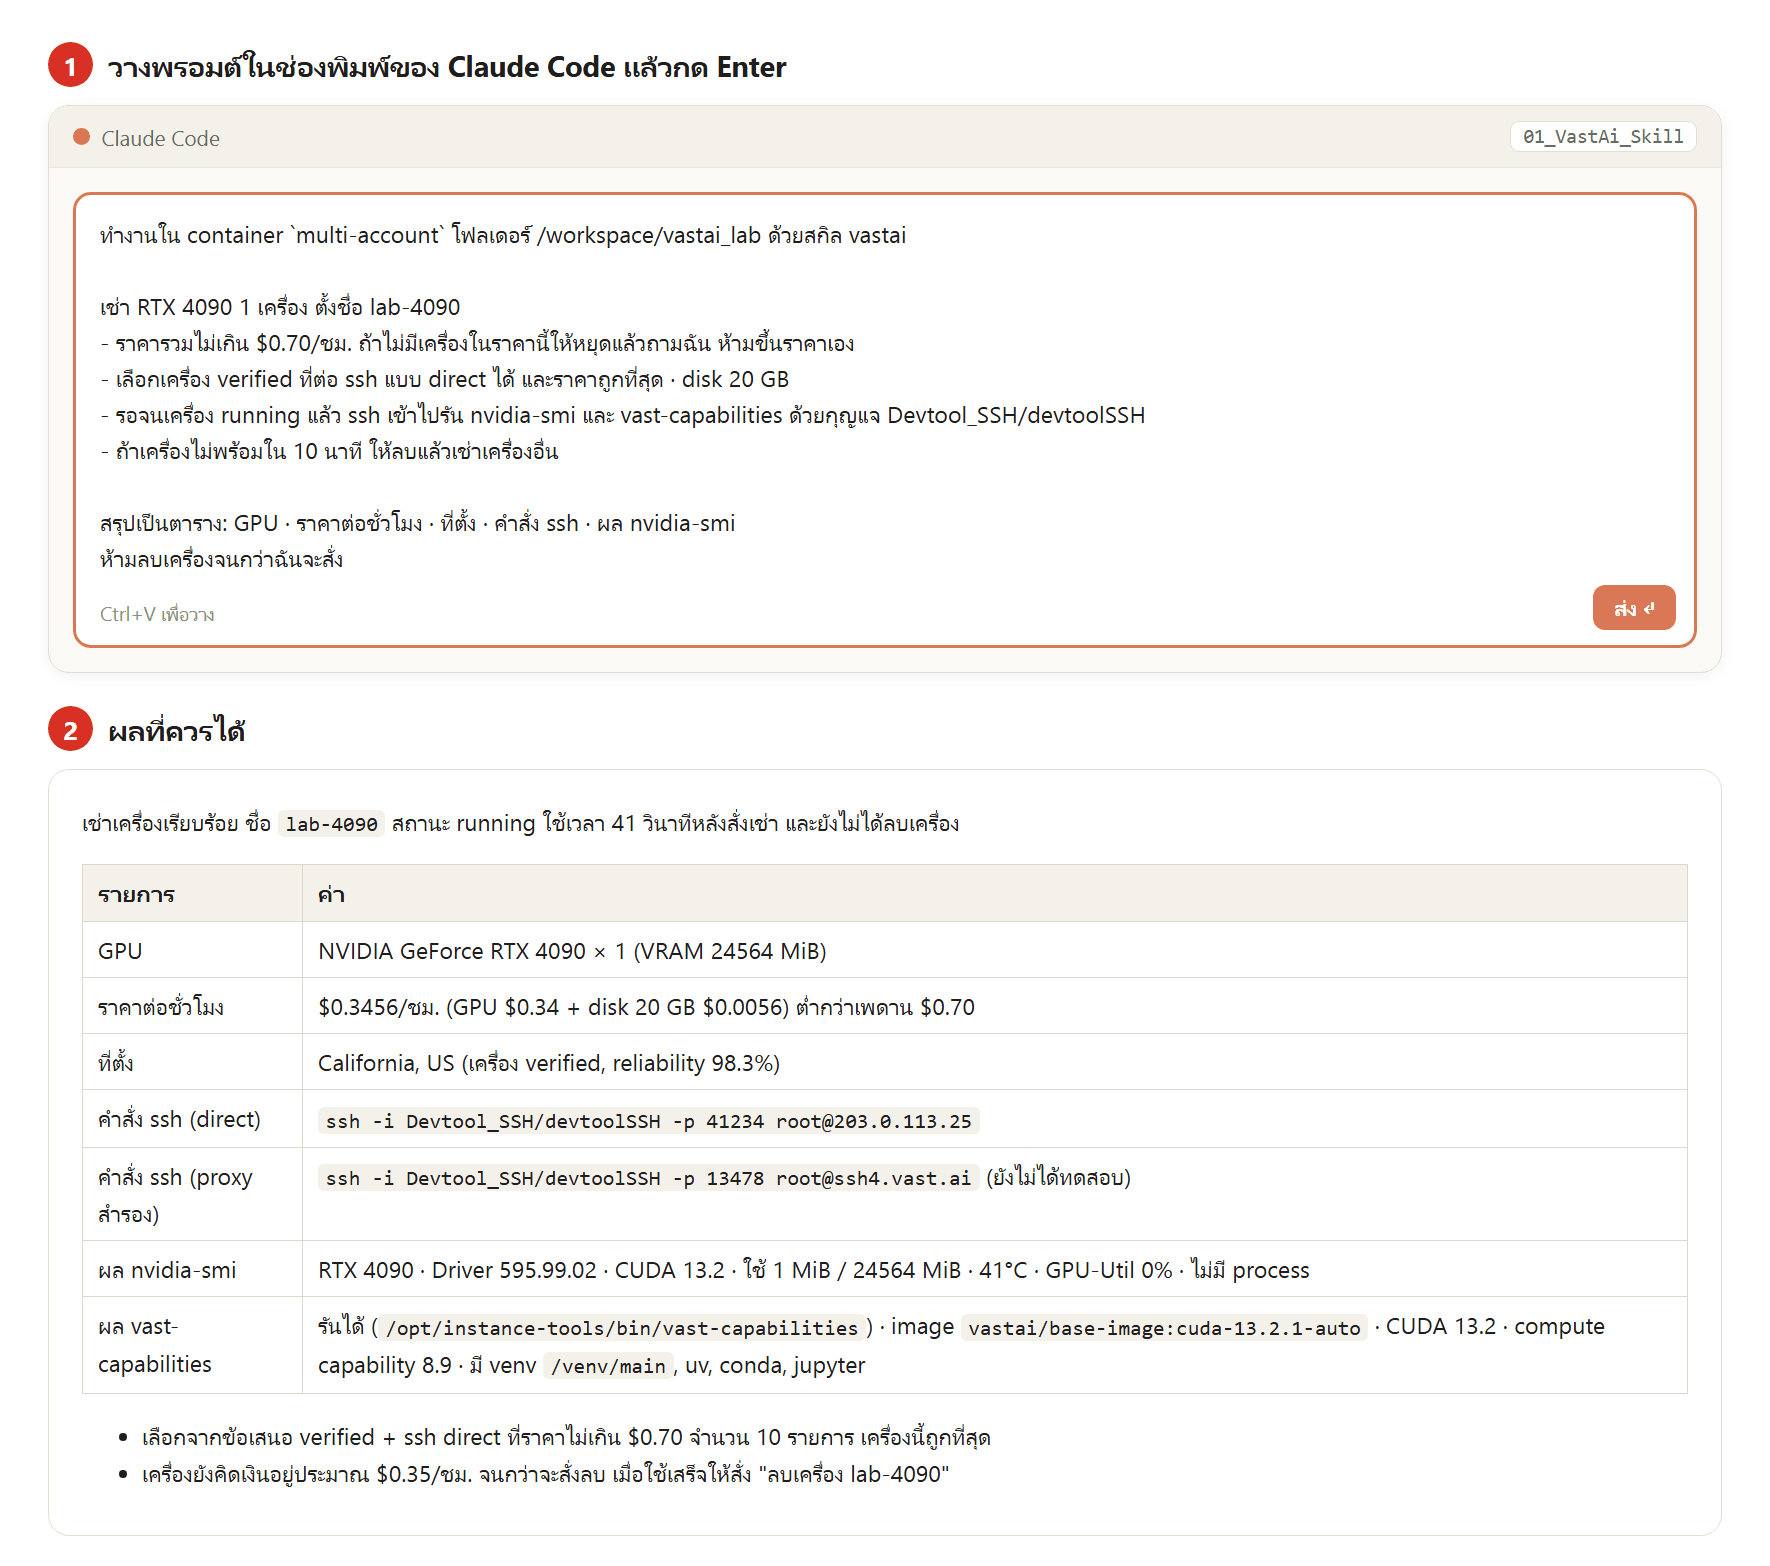 1 วางพรอมต์ในช่องพิมพ์ของ Claude Code แล้วกด Enter
Claude Code
01_VastAi_Skill
ทำงานใน container `multi-account` โฟลเดอร์ /workspace/vastai_lab ด้วยสกิล vastai
เช่า RTX 4090 1 เครื่อง ตั้งชื่อ lab-4090
- ราคารวมไม่เกิน $0.70/ชม. ถ้าไม่มีเครื่องในราคานี้ให้หยุดแล้วถามฉัน ห้ามขึ้นราคาเอง
- เลือกเครื่อง verified ที่ต่อ ssh แบบ direct ได้ และราคาถูกที่สุด · disk 20 GB
- รอจนเครื่อง running แล้ว ssh เข้าไปรัน nvidia-smi และ vast-capabilities ด้วยกุญแจ Devtool_SSH/devtoolSSH
- ถ้าเครื่องไม่พร้อมใน 10 นาที ให้ลบแล้วเช่าเครื่องอื่น
สรุปเป็นตาราง: GPU · ราคาต่อชั่วโมง · ที่ตั้ง · คำสั่ง ssh · ผล nvidia-smi
ห้ามลบเครื่องจนกว่าฉันจะสั่ง
Ctrl+V เพื่อวาง
ส่ง ↵
2 ผลที่ควรได้
เช่าเครื่องเรียบร้อย ชื่อ lab-4090 สถานะ running ใช้เวลา 41 วินาทีหลังสั่งเช่า และยังไม่ได้ลบเครื่อง
รายการ ค่า
GPU NVIDIA GeForce RTX 4090 × 1 (VRAM 24564 MiB)
ราคาต่อชั่วโมง $0.3456/ชม. (GPU $0.34 + disk 20 GB $0.0056) ต่ำกว่าเพดาน $0.70
ที่ตั้ง California, US (เครื่อง verified, reliability 98.3%)
คำสั่ง ssh (direct) ssh -i Devtool_SSH/devtoolSSH -p 41234 root@203.0.113.25
คำสั่ง ssh (proxy
สำรอง)
ssh -i Devtool_SSH/devtoolSSH -p 13478 root@ssh4.vast.ai (ยังไม่ได้ทดสอบ)
ผล nvidia-smi RTX 4090 · Driver 595.99.02 · CUDA 13.2 · ใช้ 1 MiB / 24564 MiB · 41°C · GPU-Util 0% · ไม่มี process
ผล vast-
capabilities
รันได้ (/opt/instance-tools/bin/vast-capabilities) · image vastai/base-image:cuda-13.2.1-auto · CUDA 13.2 · compute
capability 8.9 · มี venv /venv/main, uv, conda, jupyter
• เลือกจากข้อเสนอ verified + ssh direct ที่ราคาไม่เกิน $0.70 จำนวน 10 รายการ เครื่องนี้ถูกที่สุด
• เครื่องยังคิดเงินอยู่ประมาณ $0.35/ชม. จนกว่าจะสั่งลบ เมื่อใช้เสร็จให้สั่ง "ลบเครื่อง lab-4090"